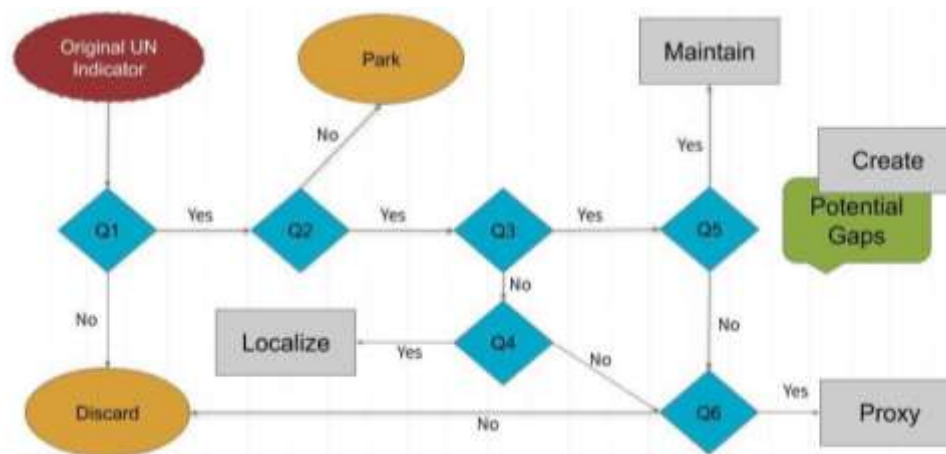 Original UN
Indicator
Park
Maintain
No
Yes
Create
Potential
Gaps
Q1
Yes
Q2
Yes
Q3
Yes
Q5
No
No
No
Localize
Yes
Q4
No
Discard
No
Q6
Yes
Proxy